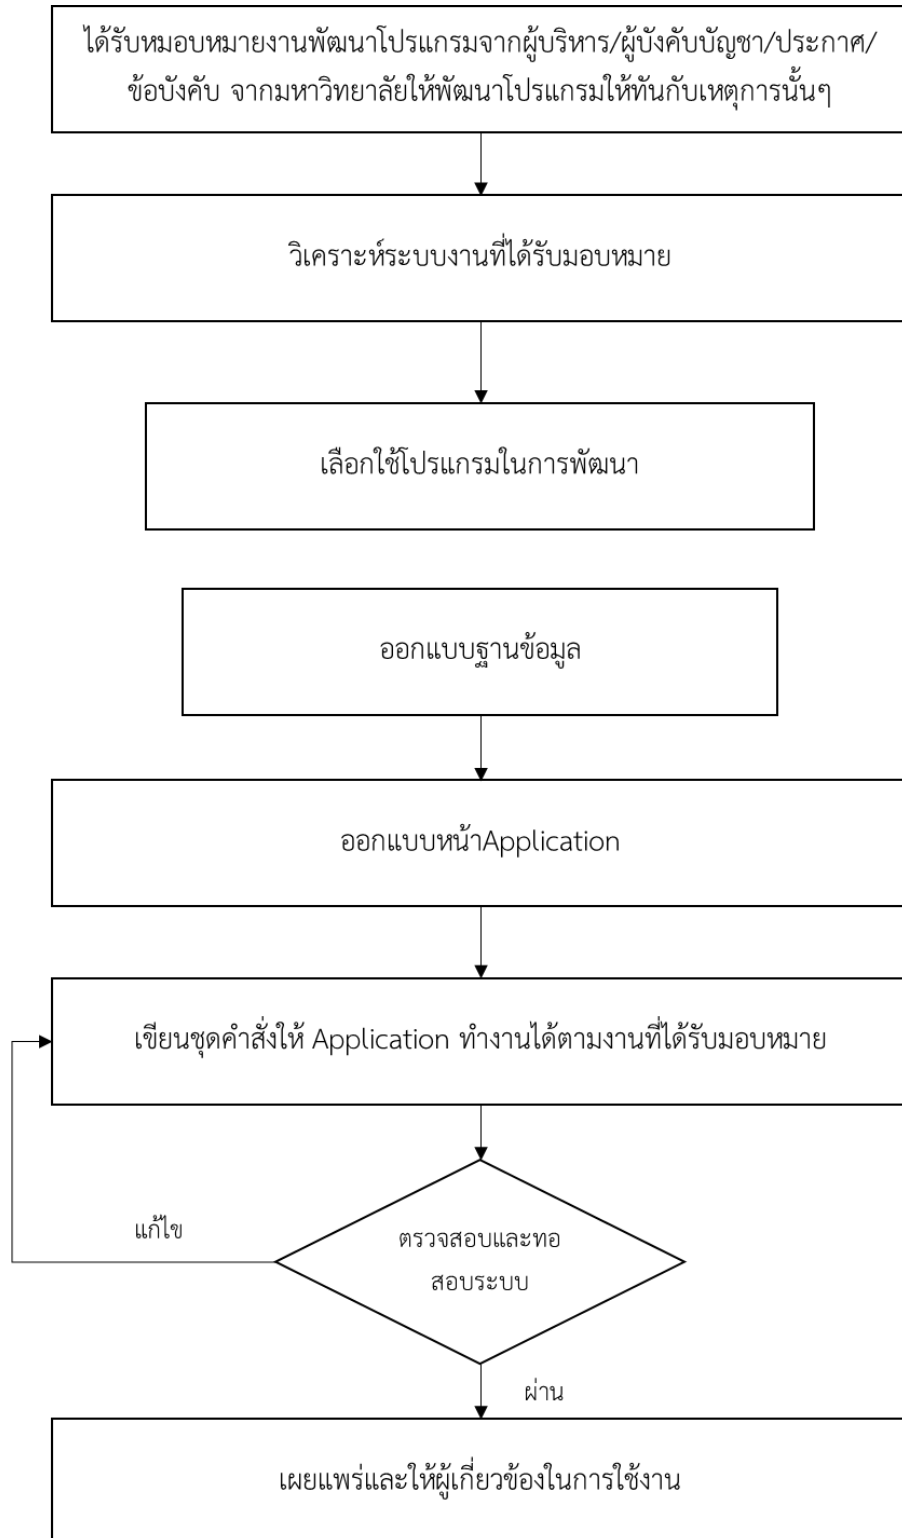 ได้รับหมอบหมายงานพัฒนาโปรแกรมจากผู้บริหาร/ผู้บังคับบัญชา/ประกาศ/
ข้อบังคับ จากมหาวิทยาลัยให้พัฒนาโปรแกรมให้ทันกับเหตุการนั้นๆ
วิเคราะห์ระบบงานที่ได้รับมอบหมาย
เลือกใช้โปรแกรมในการพัฒนา
ออกแบบฐานข้อมูล
ออกแบบหน้าApplication
เขียนชุดคำสั่งให้ Application ทำงานได้ตามงานที่ได้รับมอบหมาย
แก้ไข
ตรวจสอบและทอ
สอบระบบ
ผ่าน
เผยแพร่และให้ผู้เกี่ยวข้องในการใช้งาน